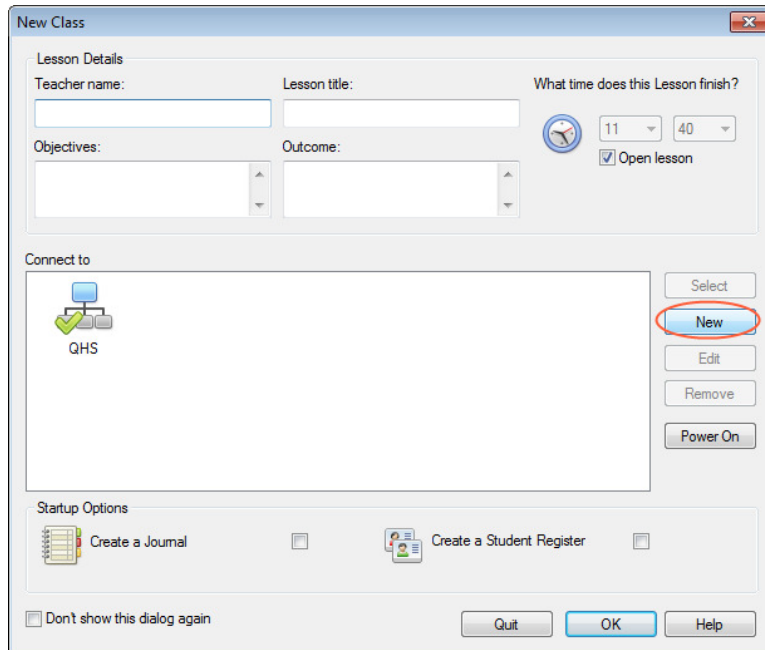 New Class
Lesson Details
Teacher name:
Lesson title:
What time does this Lesson finish?
11
40
Open lesson
Objectives:
Outcome:
Connect to
QHS
Select
New
Edit
Remove
Power On
Startup Options
Create a Journal
Create a Student Register
Don't show this dialog again
Quit
OK
Help